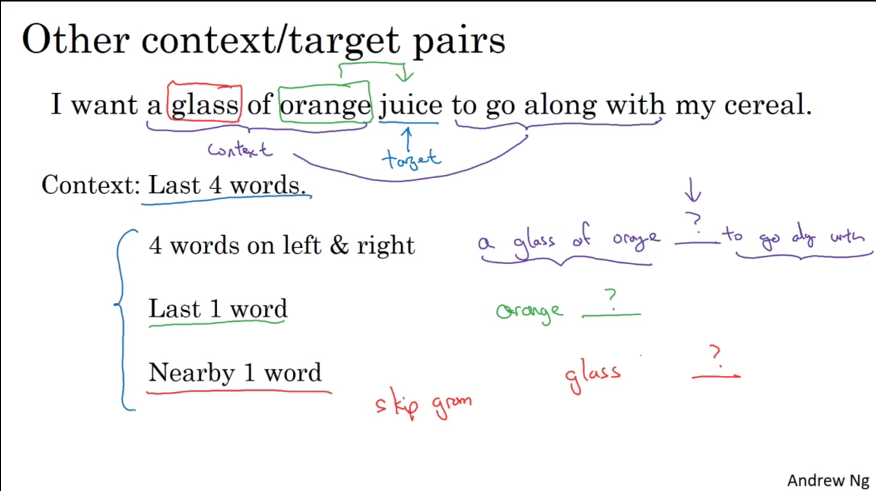 Other context/target pairs
I want a glass of orange juice to go along with my cereal.
context
target
Context: Last 4 words.
4 words on left & right
a glass of orage ? to go alg with
Last 1 word
orange ?
Nearby 1 word
glass ?
skip gram
Andrew Ng